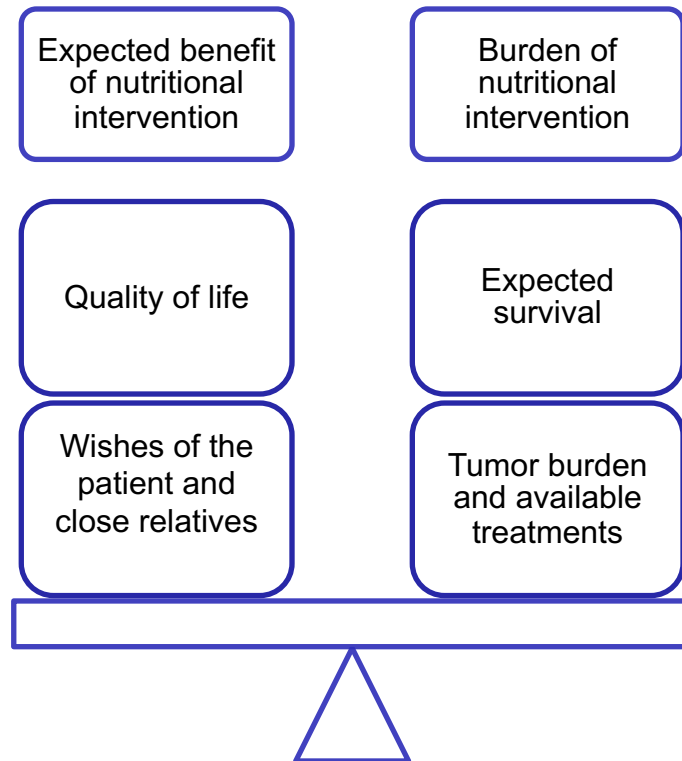 Expected benefit
of nutritional
intervention
Burden of
nutritional
intervention
Quality of life
Expected
survival
Wishes of the
patient and
close relatives
Tumor burden
and available
treatments